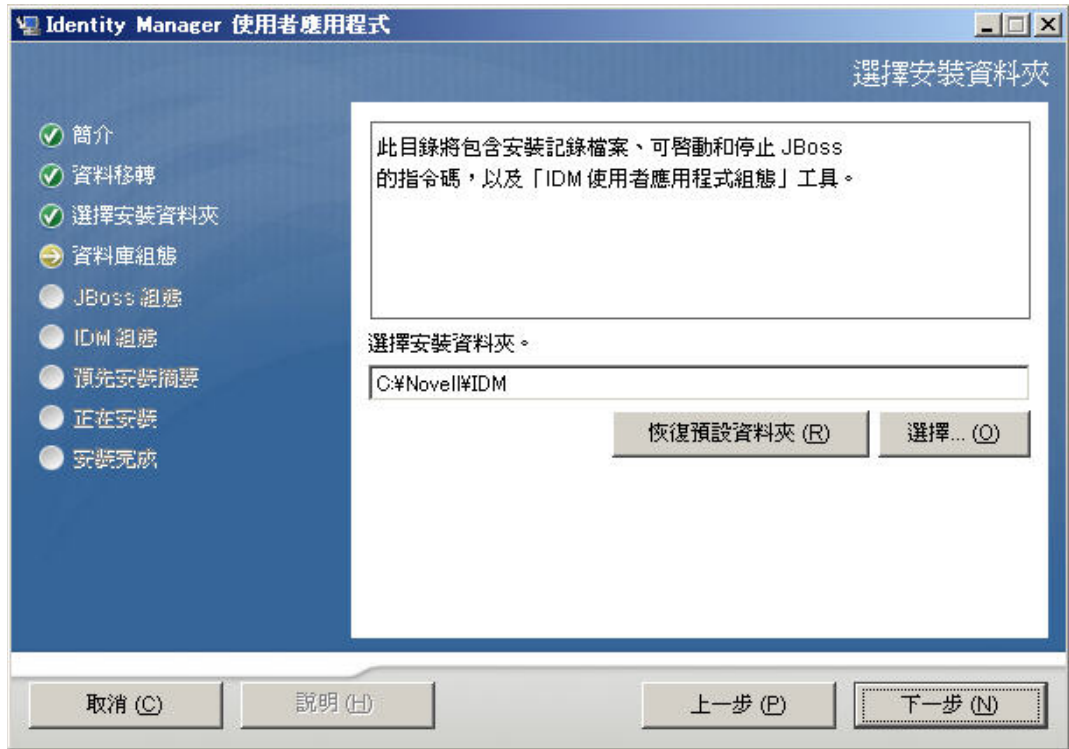 Identity Manager 使用者應用程式
選擇安裝資料夾
簡介
資料移轉
選擇安裝資料夾
資料庫組態
JBoss 組態
IDM 組態
預先安裝摘要
正在安裝
安裝完成
此目錄將包含安裝記錄檔案、可啓動和停止 JBoss
的指令碼，以及「IDM 使用者應用程式組態」工具。
選擇安裝資料夾。
C:¥Novell¥IDM
恢復預設資料夾 (R)
選擇... (O)
取消 (C)
說明 (H)
上一步 (P)
下一步 (N)